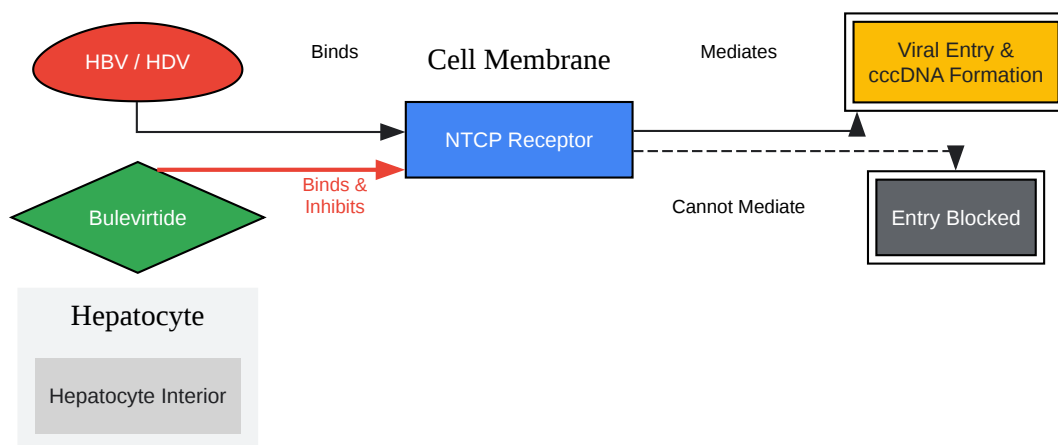 HBV / HDV
Binds
Cell Membrane
Mediates
Viral Entry &
cccDNA Formation
NTCP Receptor
Bulevirtide
Binds &
Inhibits
Cannot Mediate
Entry Blocked
Hepatocyte
Hepatocyte Interior